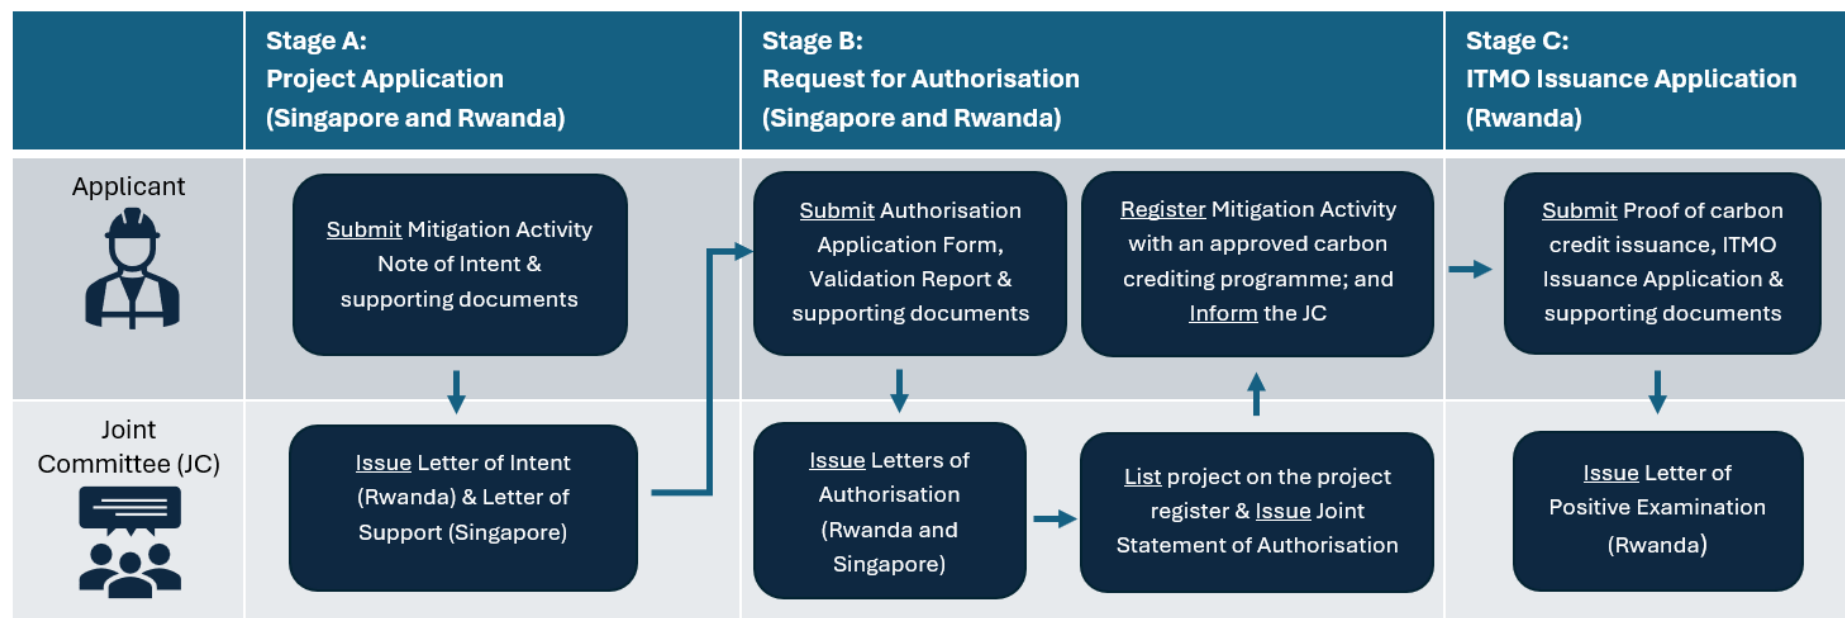 Stage A:
Project Application
(Singapore and Rwanda)
Stage B:
Request for Authorisation
(Singapore and Rwanda)
Stage C:
ITMO Issuance Application
(Rwanda)
Applicant
Submit Mitigation Activity
Note of Intent &
supporting documents
Submit Authorisation
Application Form,
Validation Report &
supporting documents
Register Mitigation Activity
with an approved carbon
crediting programme; and
Inform the JC
Submit Proof of carbon
credit issuance, ITMO
Issuance Application &
supporting documents
Joint
Committee (JC)
Issue Letter of Intent
(Rwanda) & Letter of
Support (Singapore)
Issue Letters of
Authorisation
(Rwanda and
Singapore)
List project on the project
register & Issue Joint
Statement of Authorisation
Issue Letter of
Positive Examination
(Rwanda)